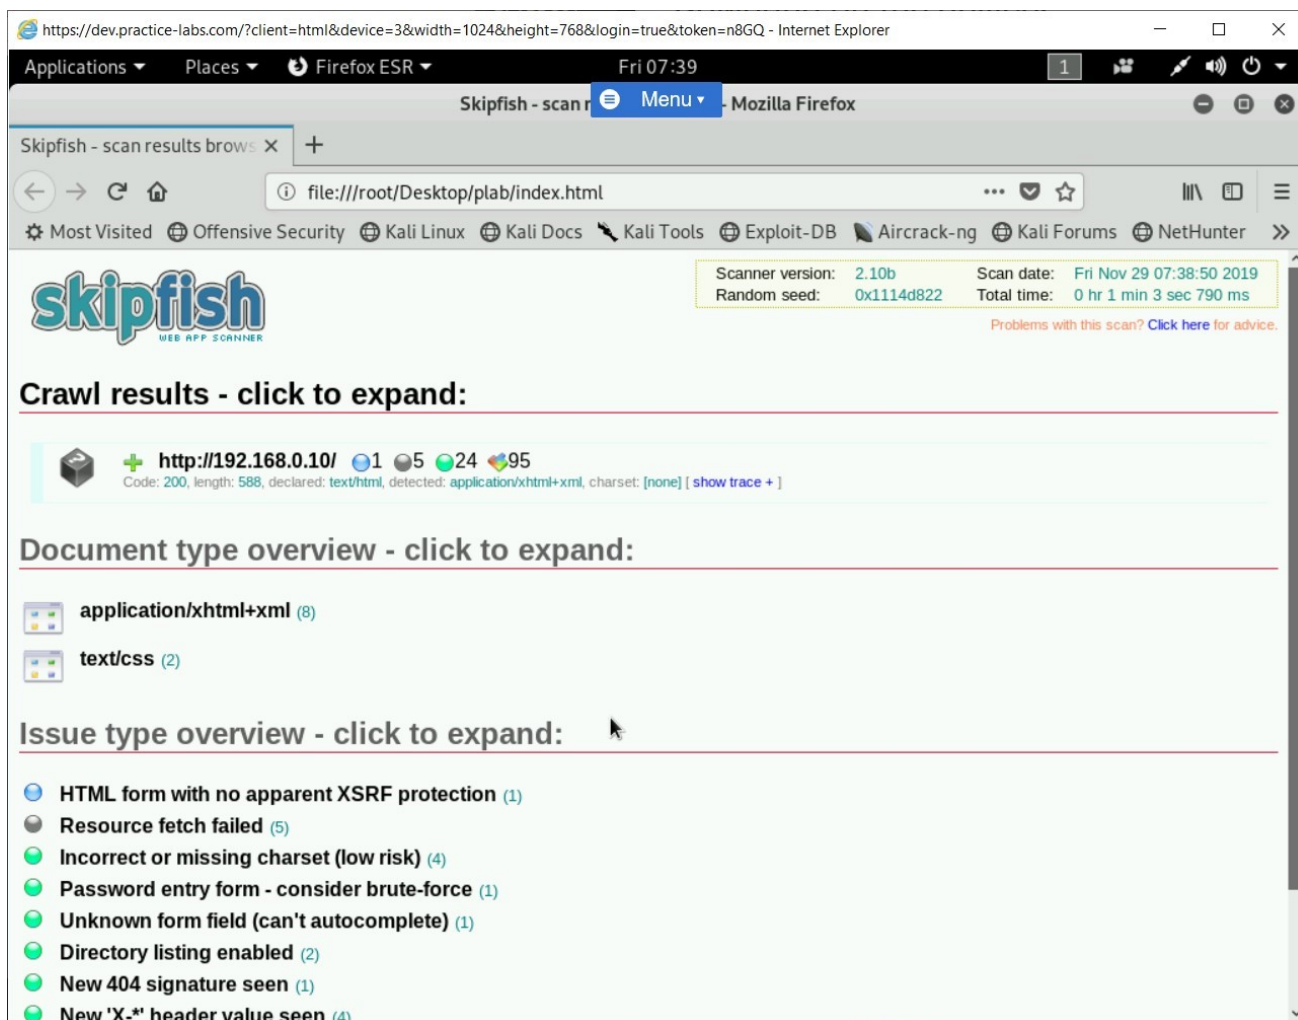 https://dev.practice-labs.com/?client=html&device=3&width=1024&height=768&login=true&token=n8GQ - Internet Explorer
Applications Places Firefox ESR Fri 07:39 1
Skipfish - scan r Menu - Mozilla Firefox
Skipfish - scan results brows
file:///root/Desktop/plab/index.html
Most Visited Offensive Security Kali Linux Kali Docs Kali Tools Exploit-DB Aircrack-ng Kali Forums NetHunter
skipfish
WEB APP SCANNER
Scanner version: 2.10b Scan date: Fri Nov 29 07:38:50 2019
Random seed: 0x1114d822 Total time: 0 hr 1 min 3 sec 790 ms
Problems with this scan? Click here for advice.
Crawl results - click to expand:
http://192.168.0.10/ 1 5 24 95
Code: 200, length: 588, declared: text/html, detected: application/xhtml+xml, charset: [none] [ show trace + ]
Document type overview - click to expand:
application/xhtml+xml (8)
text/css (2)
Issue type overview - click to expand:
HTML form with no apparent XSRF protection (1)
Resource fetch failed (5)
Incorrect or missing charset (low risk) (4)
Password entry form - consider brute-force (1)
Unknown form field (can't autocomplete) (1)
Directory listing enabled (2)
New 404 signature seen (1)
New 'X-*' header value seen (4)